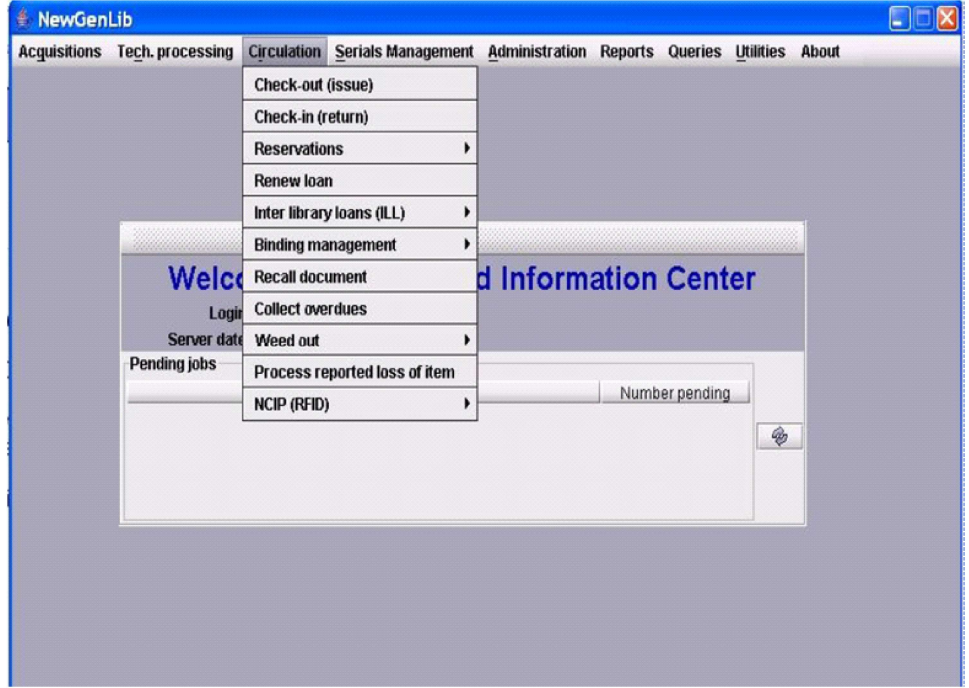 NewGenLib
Acquisitions Tech. processing Circulation Serials Management Administration Reports Queries Utilities About
Check-out (issue)
Check-in (return)
Reservations
Renew loan
Inter library loans (ILL)
Binding management
Recall document
Collect overdues
Weed out
Process reported loss of item
NCIP (RFID)
Information Center
Server date
Pending jobs
Number pending